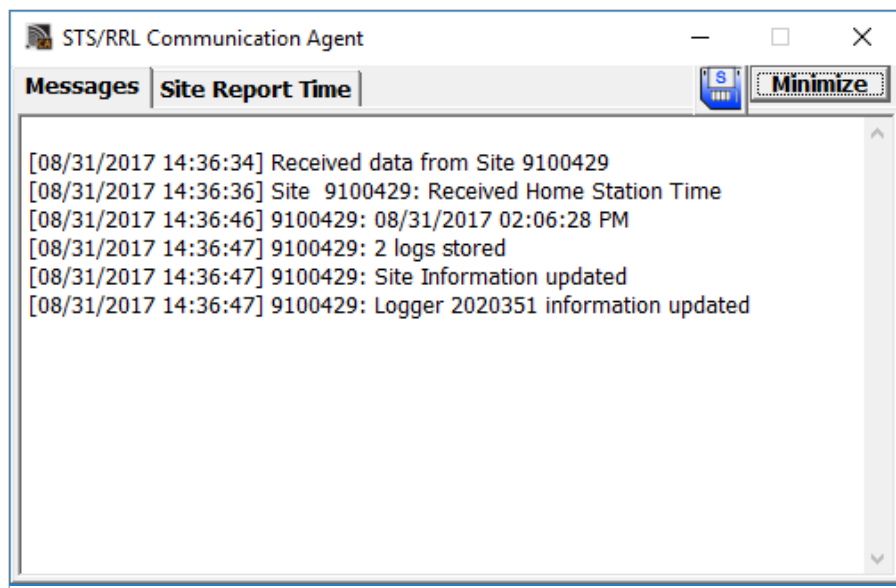 STS/RRL Communication Agent
Messages Site Report Time S Minimize
[08/31/2017 14:36:34] Received data from Site 9100429
[08/31/2017 14:36:36] Site  9100429: Received Home Station Time
[08/31/2017 14:36:46] 9100429: 08/31/2017 02:06:28 PM
[08/31/2017 14:36:47] 9100429: 2 logs stored
[08/31/2017 14:36:47] 9100429: Site Information updated
[08/31/2017 14:36:47] 9100429: Logger 2020351 information updated